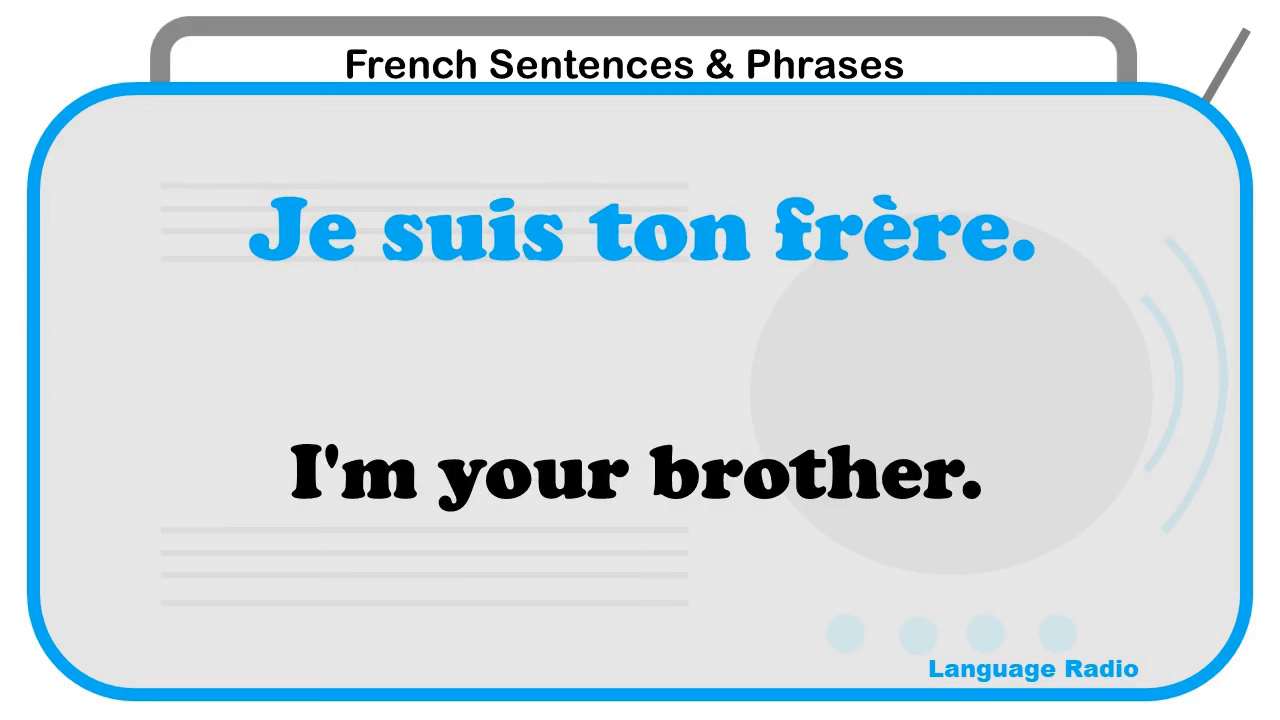 French Sentences & Phrases
Je suis ton frère.
I'm your brother.
Language Radio